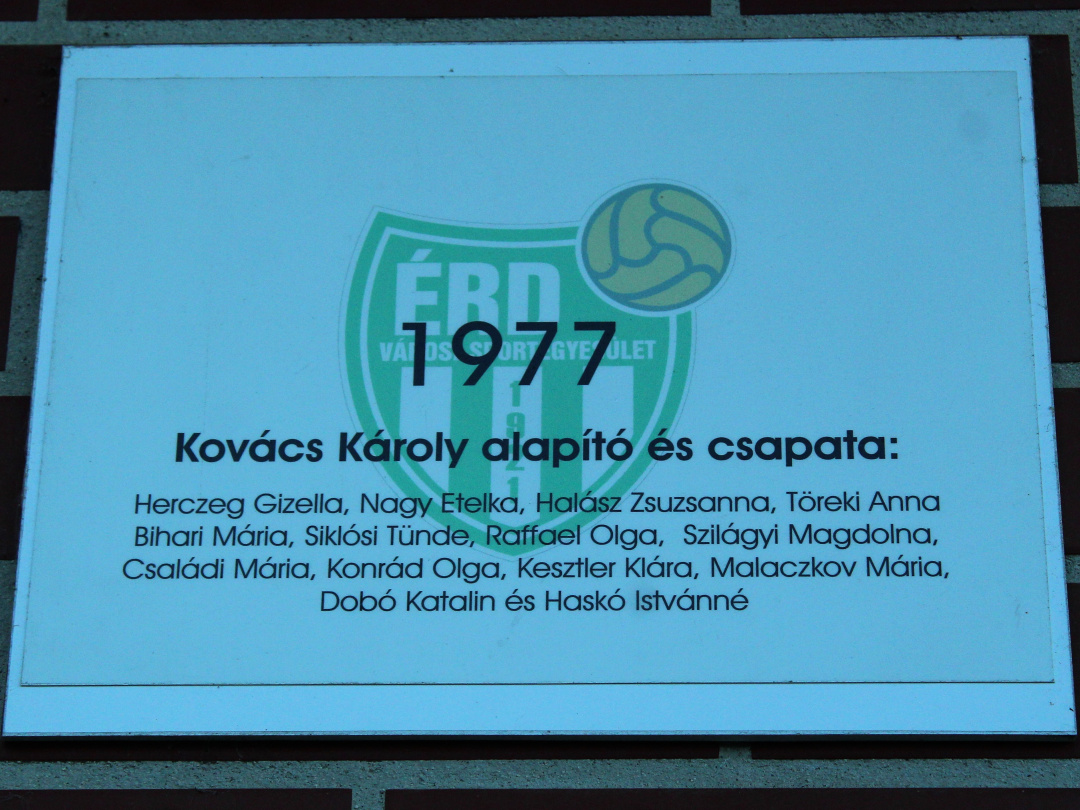 ÉRD
VÁROSI SPORTEGYESÜLET
1977
1921
Kovács Károly alapító és csapata:
Herczeg Gizella, Nagy Etelka, Halász Zsuzsanna, Töreki Anna
Bihari Mária, Siklósi Tünde, Raffael Olga,  Szilágyi Magdolna,
Családi Mária, Konrád Olga, Kesztler Klára, Malaczkov Mária,
Dobó Katalin és Haskó Istvánné